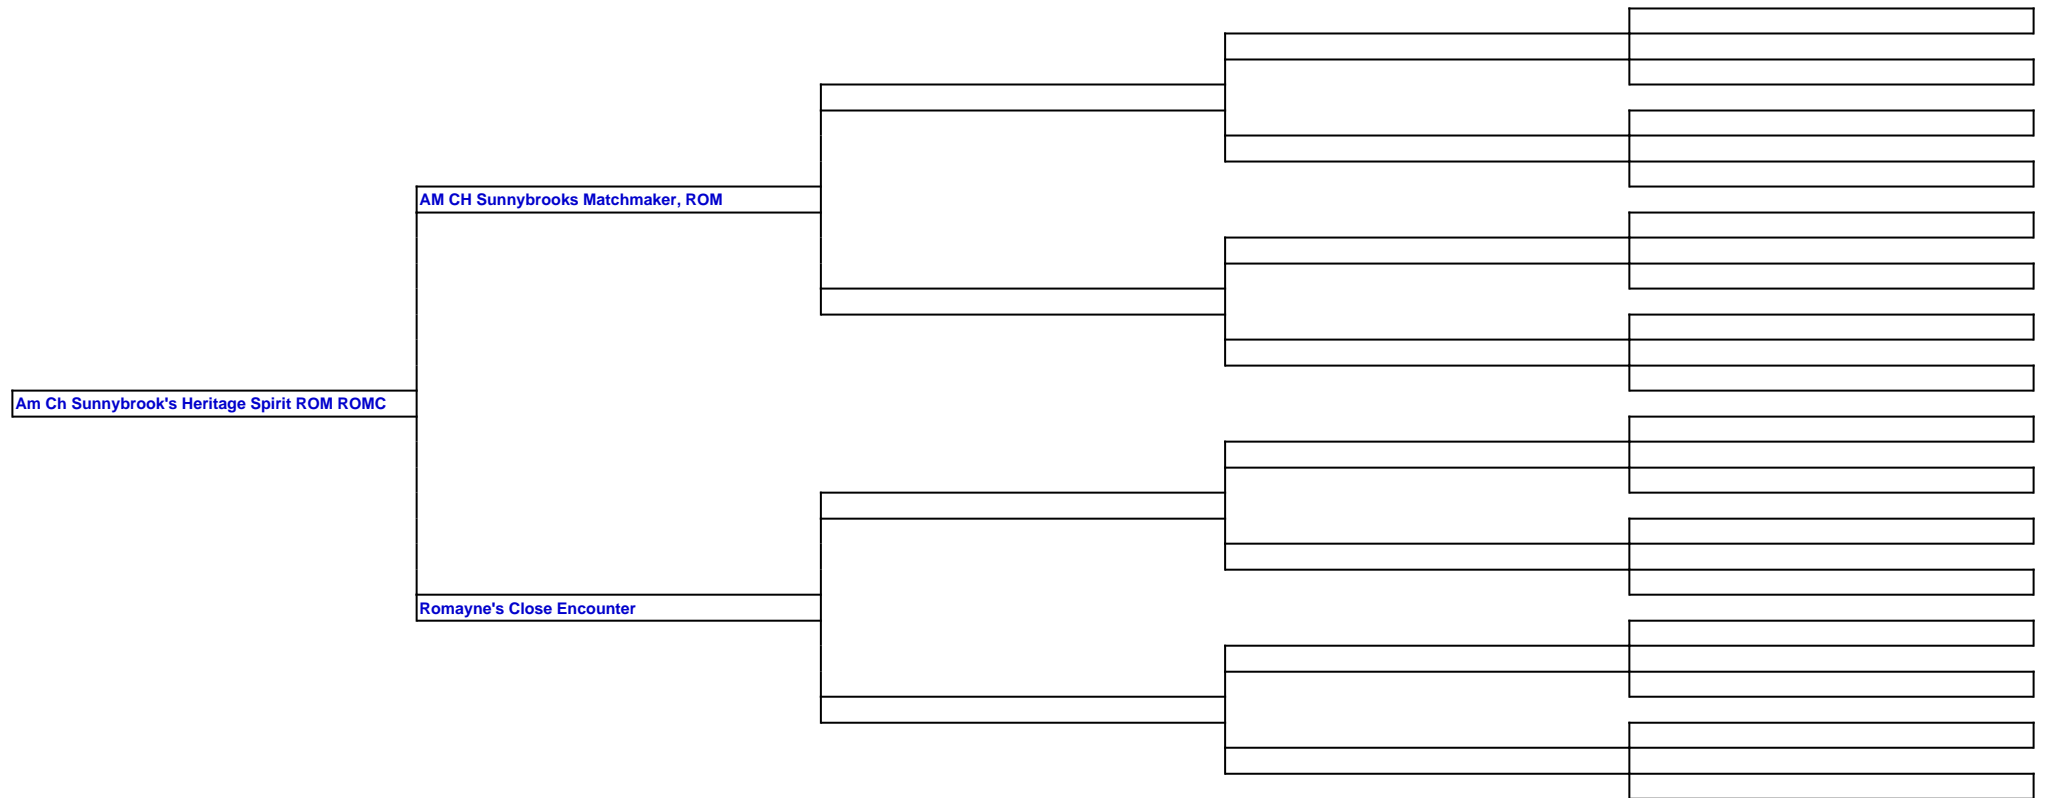 AM CH Sunnybrooks Matchmaker, ROM
Am Ch Sunnybrook's Heritage Spirit ROM ROMC
Romayne's Close Encounter